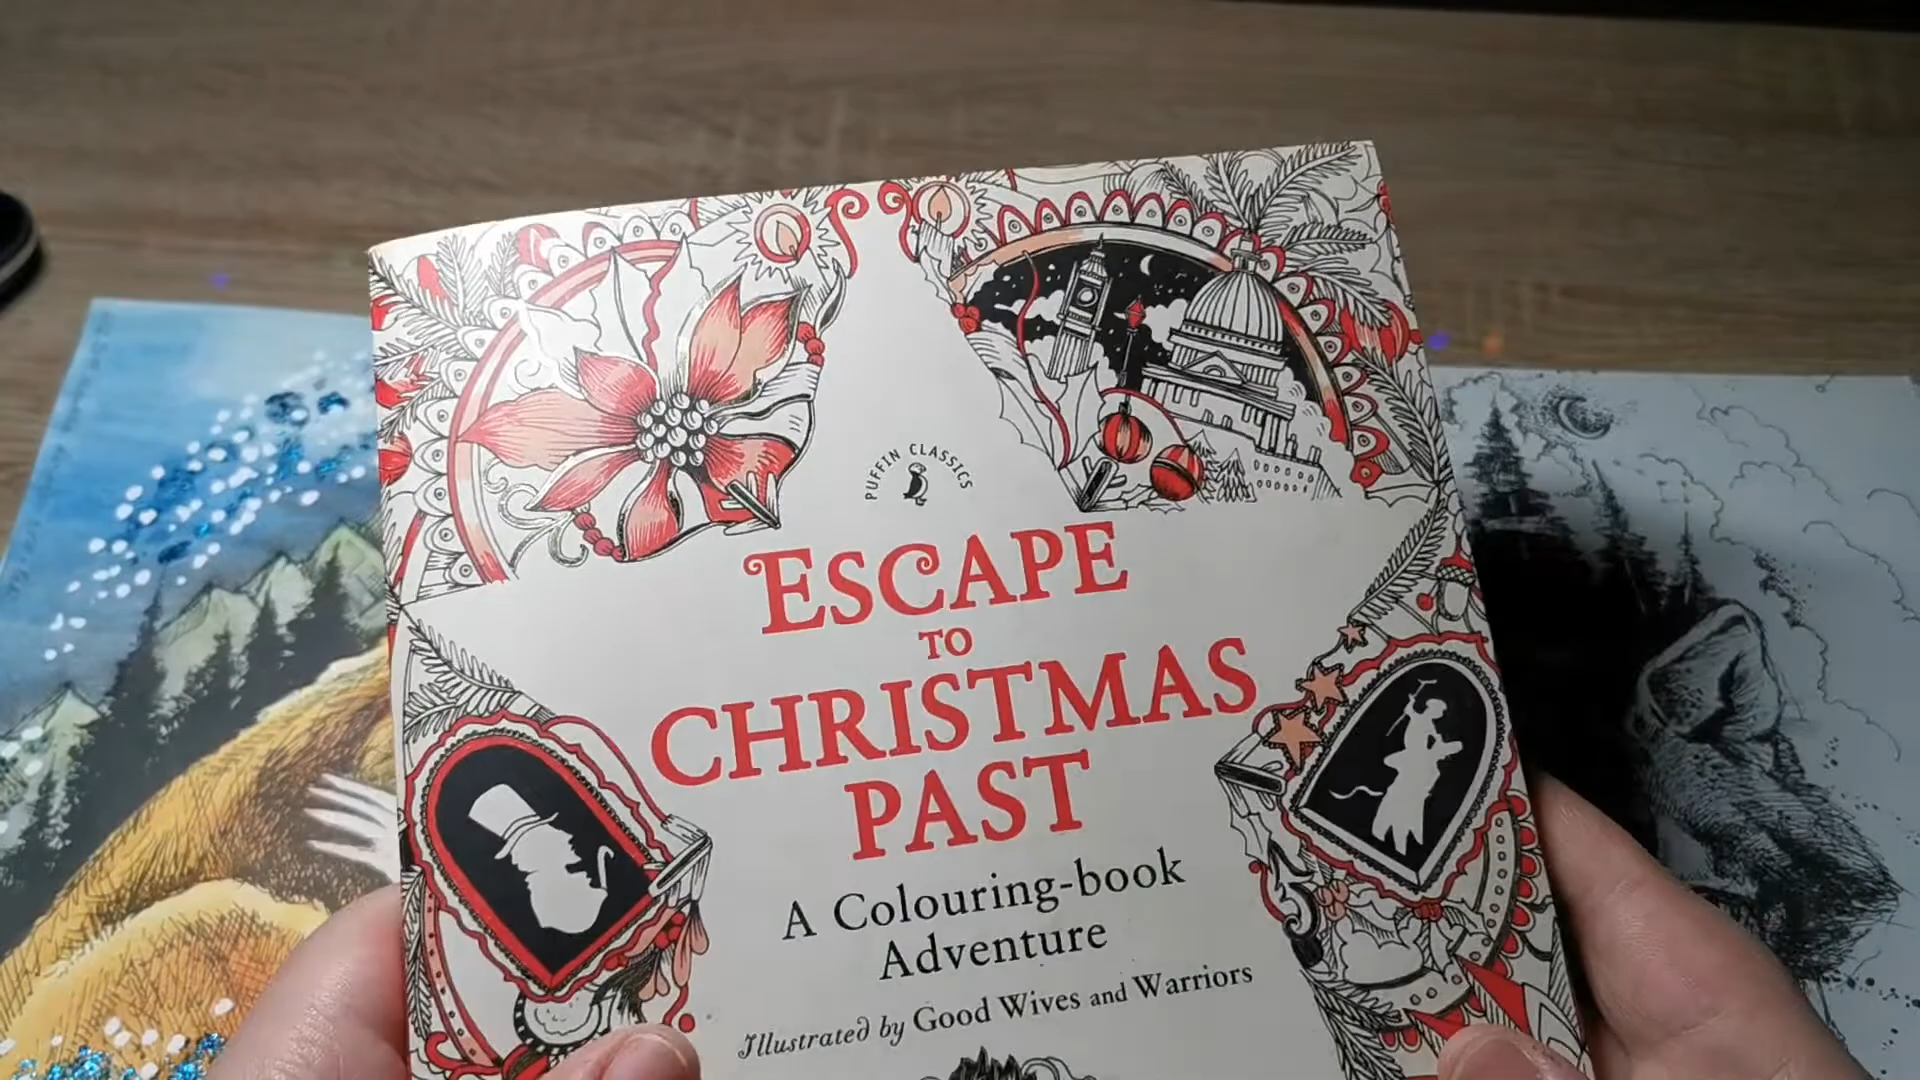 PUFFIN CLASSICS
ESCAPE
TO
CHRISTMAS
PAST
A Colouring-book
Adventure
Illustrated by Good Wives and Warriors